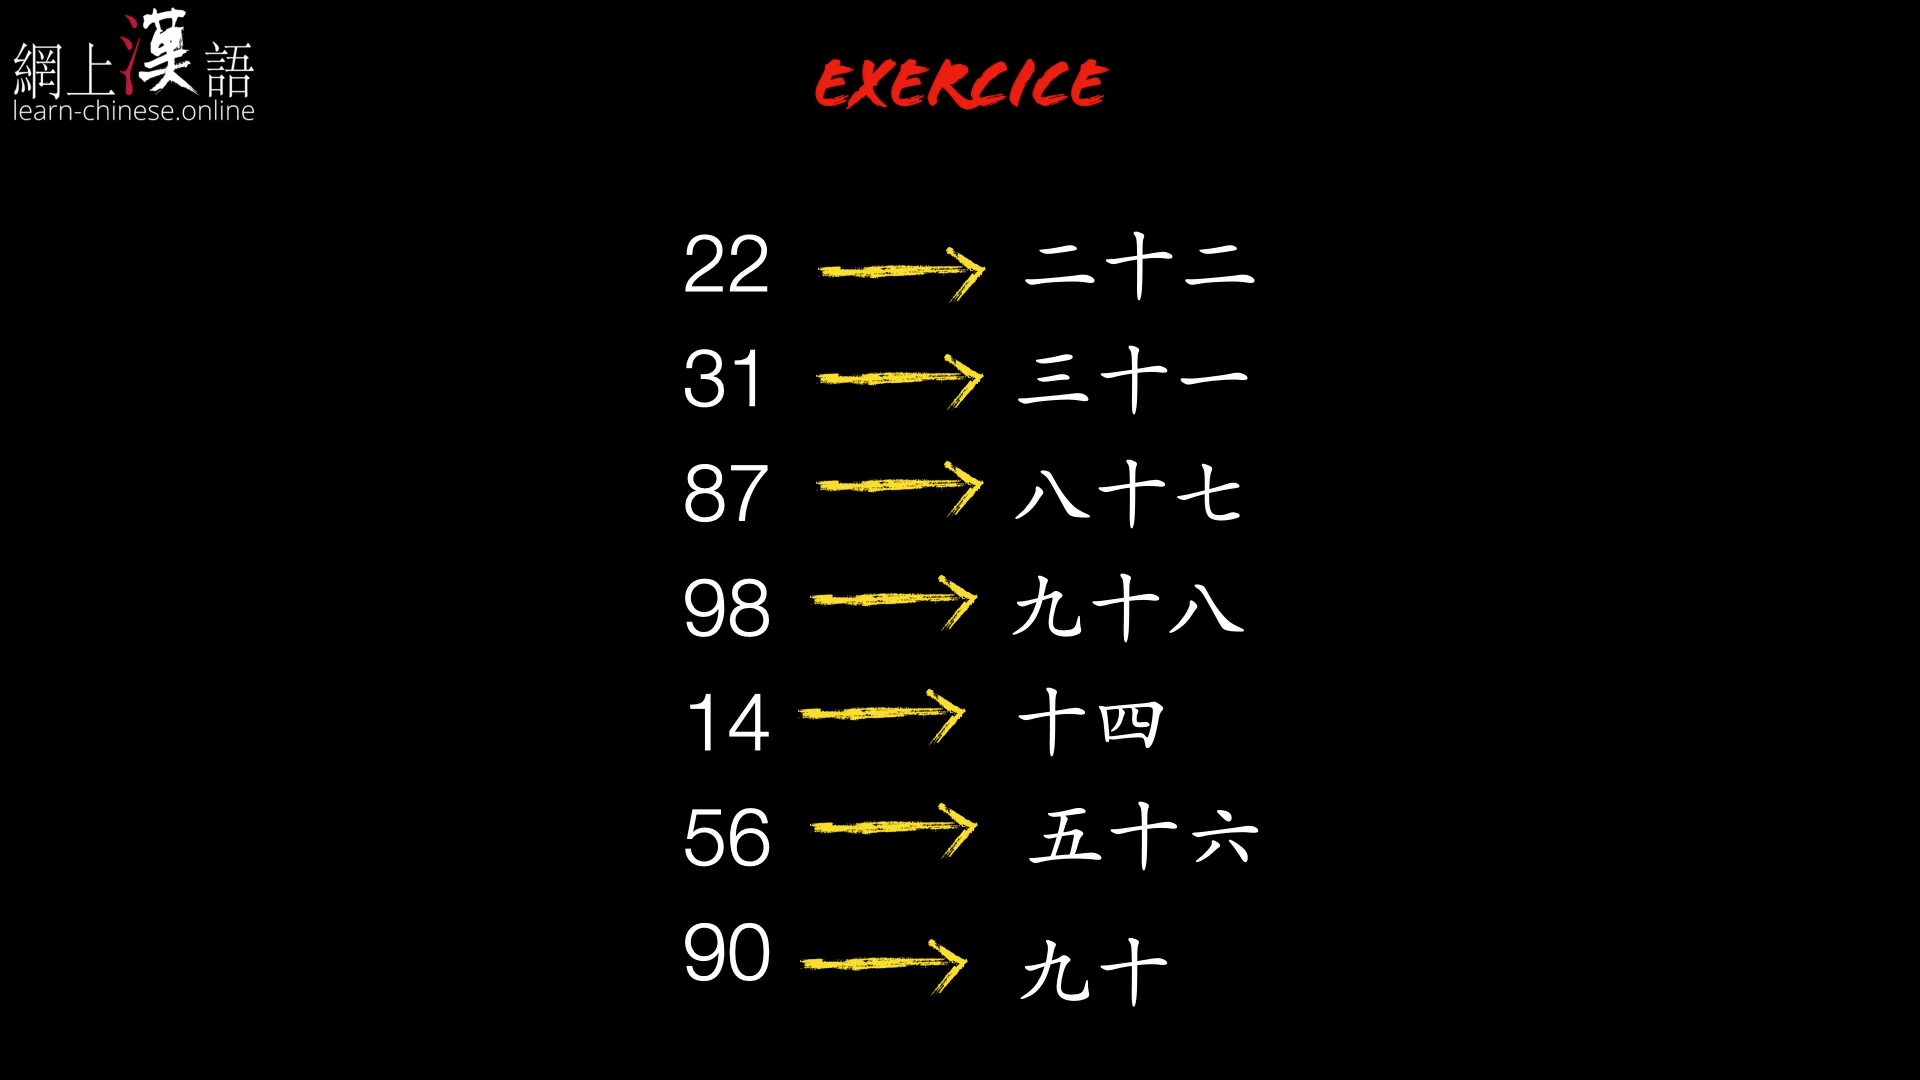 網上漢語
learn-chinese.online
EXERCICE
22 二十二
31 三十一
87 八十七
98 九十八
14 十四
56 五十六
90 九十